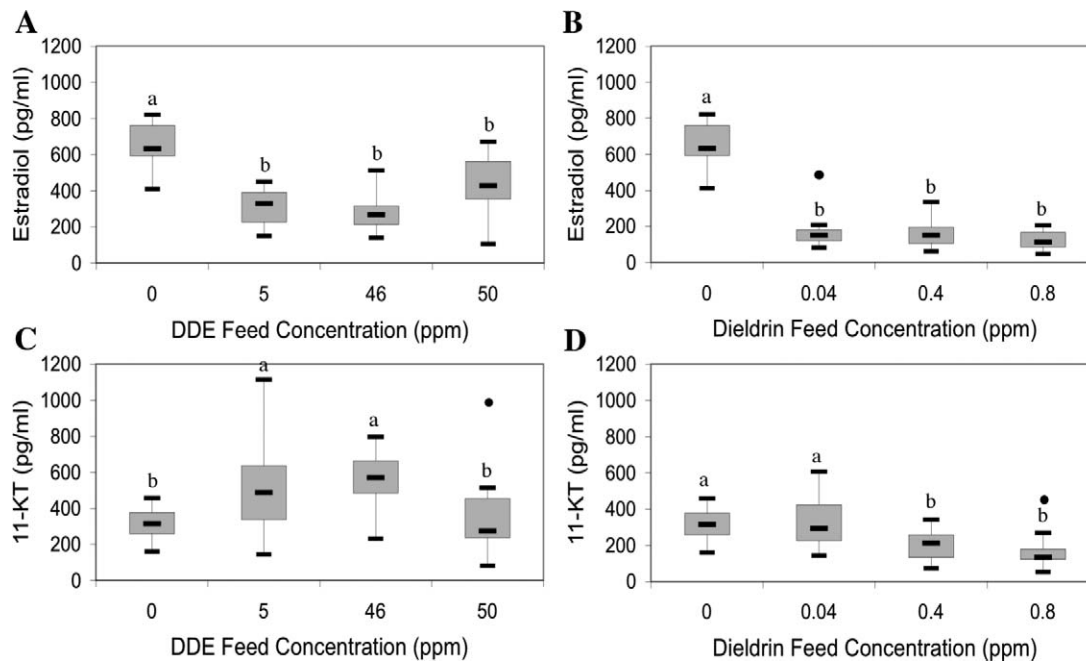 A
1200
1000
800
600
400
200
0
Estradiol (pg/ml)
a
b
b
b
0 5 46 50
DDE Feed Concentration (ppm)
B
1200
1000
800
600
400
200
0
Estradiol (pg/ml)
a
b
b
b
0 0.04 0.4 0.8
Dieldrin Feed Concentration (ppm)
C
1200
1000
800
600
400
200
0
11-KT (pg/ml)
b
a
a
b
0 5 46 50
DDE Feed Concentration (ppm)
D
1200
1000
800
600
400
200
0
11-KT (pg/ml)
a
a
b
b
0 0.04 0.4 0.8
Dieldrin Feed Concentration (ppm)